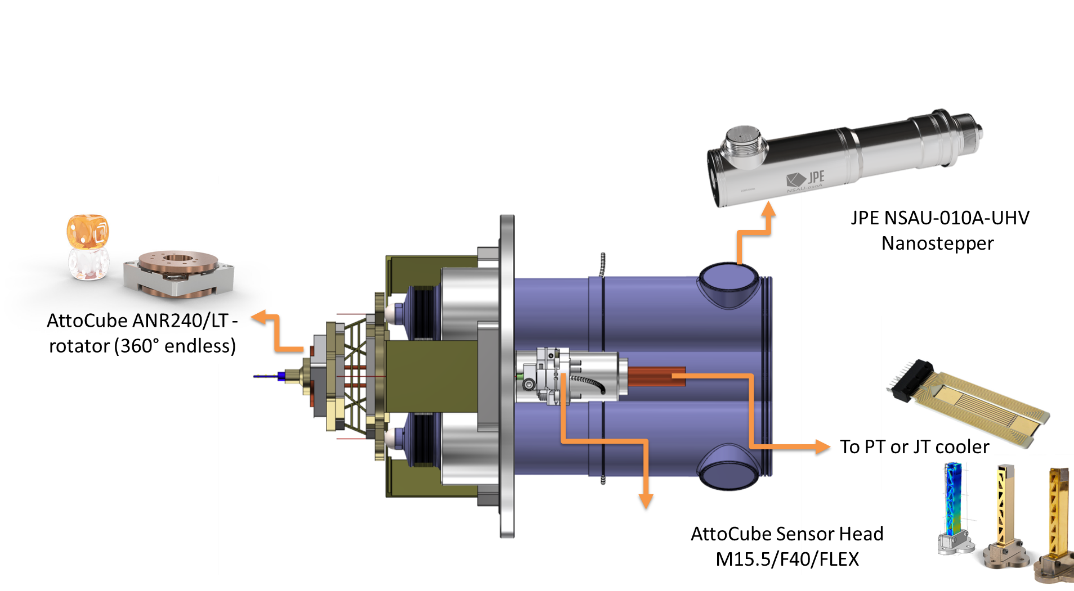 JPE
JPE NSAU-010A-UHV
Nanostepper
AttoCube ANR240/LT -
rotator (360° endless)
To PT or JT cooler
AttoCube Sensor Head
M15.5/F40/FLEX